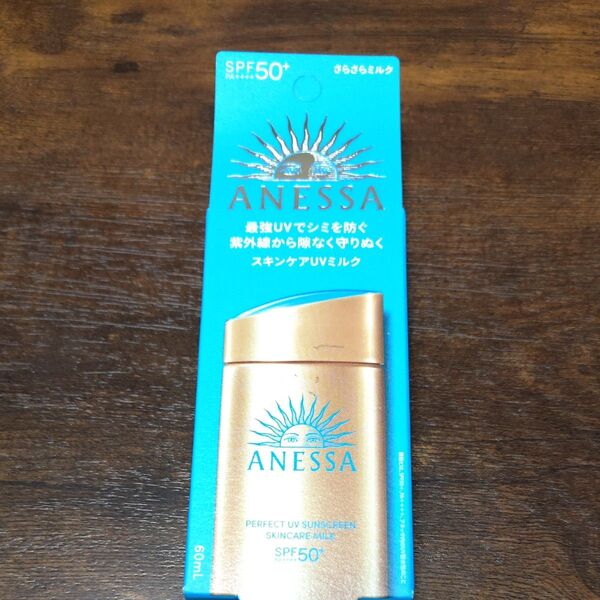 SPF50+
PA++++
さらさらミルク
ANESSA
最強UVでシミを防ぐ
紫外線から隙なく守りぬく
スキンケアUVミルク
ANESSA
PERFECT UV SUNSCREEN
SKINCARE MILK
SPF50+
PA++++
60mL